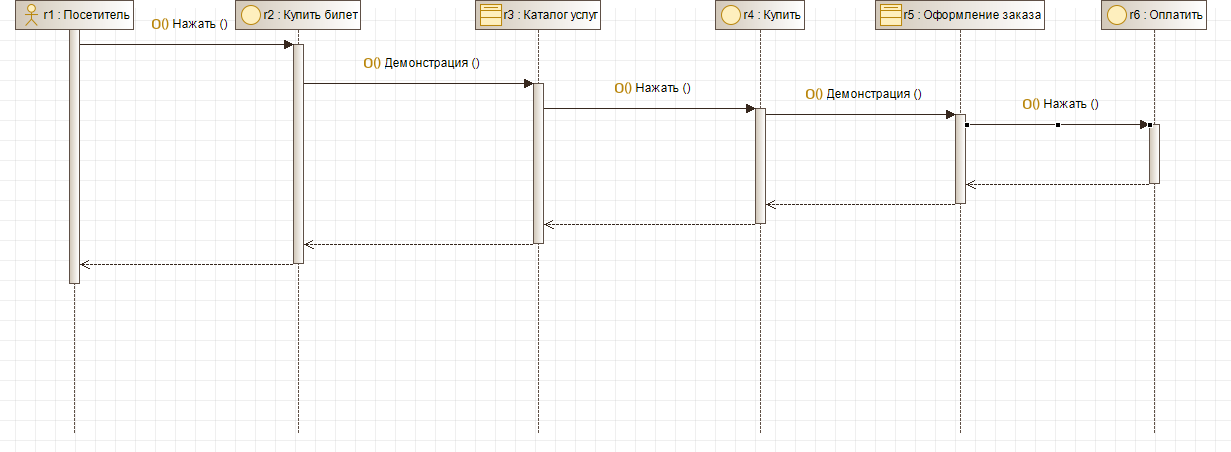 r1 : Посетитель
r2 : Купить билет
r3 : Каталог услуг
r4 : Купить
r5 : Оформление заказа
r6 : Оплатить
O() Нажать ()
O() Демонстрация ()
O() Нажать ()
O() Демонстрация ()
O() Нажать ()